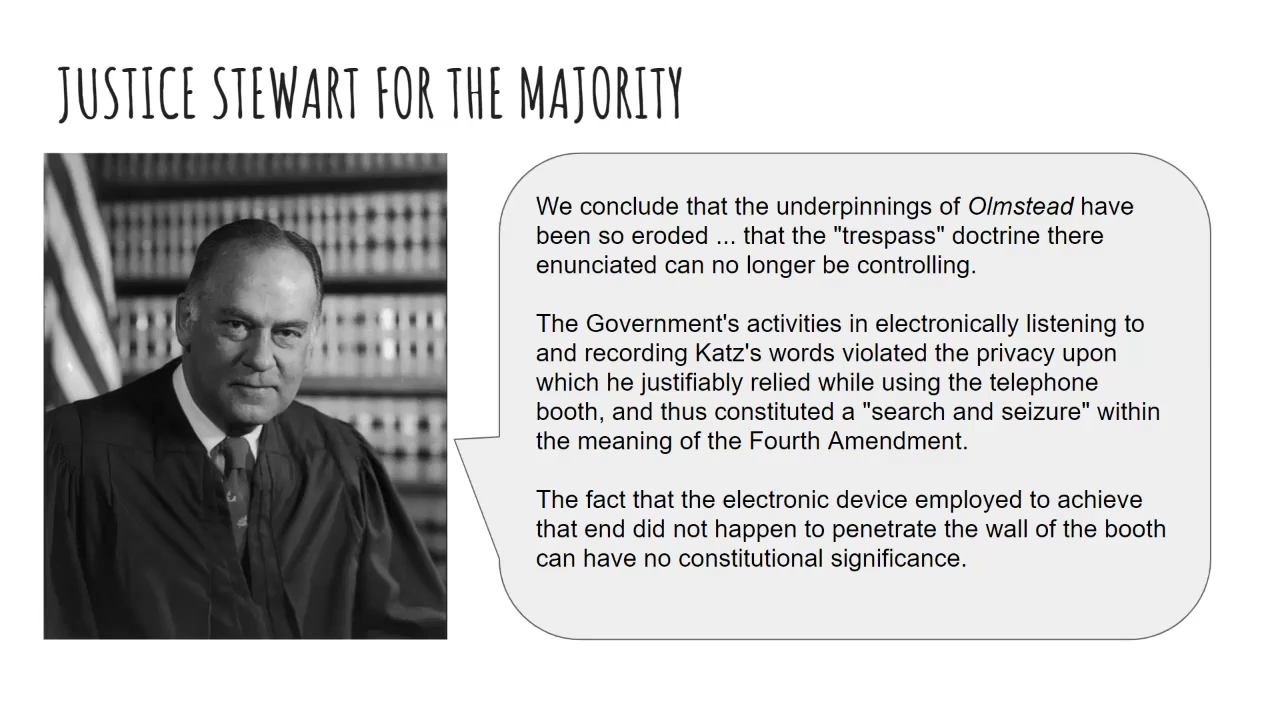 JUSTICE STEWART FOR THE MAJORITY
We conclude that the underpinnings of Olmstead have
been so eroded ... that the "trespass" doctrine there
enunciated can no longer be controlling.
The Government's activities in electronically listening to
and recording Katz's words violated the privacy upon
which he justifiably relied while using the telephone
booth, and thus constituted a "search and seizure" within
the meaning of the Fourth Amendment.
The fact that the electronic device employed to achieve
that end did not happen to penetrate the wall of the booth
can have no constitutional significance.